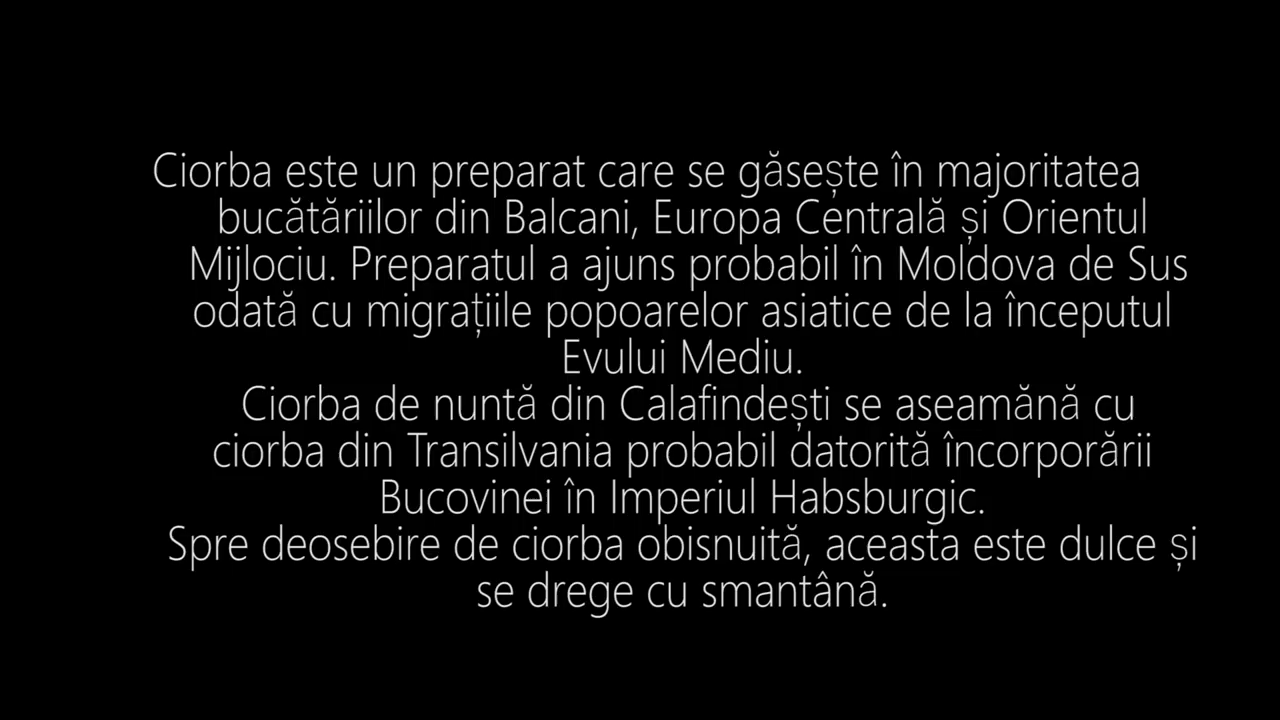 Ciorba este un preparat care se găsește în majoritatea
bucătăriilor din Balcani, Europa Centrală și Orientul
Mijlociu. Preparatul a ajuns probabil în Moldova de Sus
odată cu migrațiile popoarelor asiatice de la începutul
Evului Mediu.
Ciorba de nuntă din Calafindești se aseamănă cu
ciorba din Transilvania probabil datorită încorporării
Bucovinei în Imperiul Habsburgic.
Spre deosebire de ciorba obisnuită, aceasta este dulce și
se drege cu smantână.